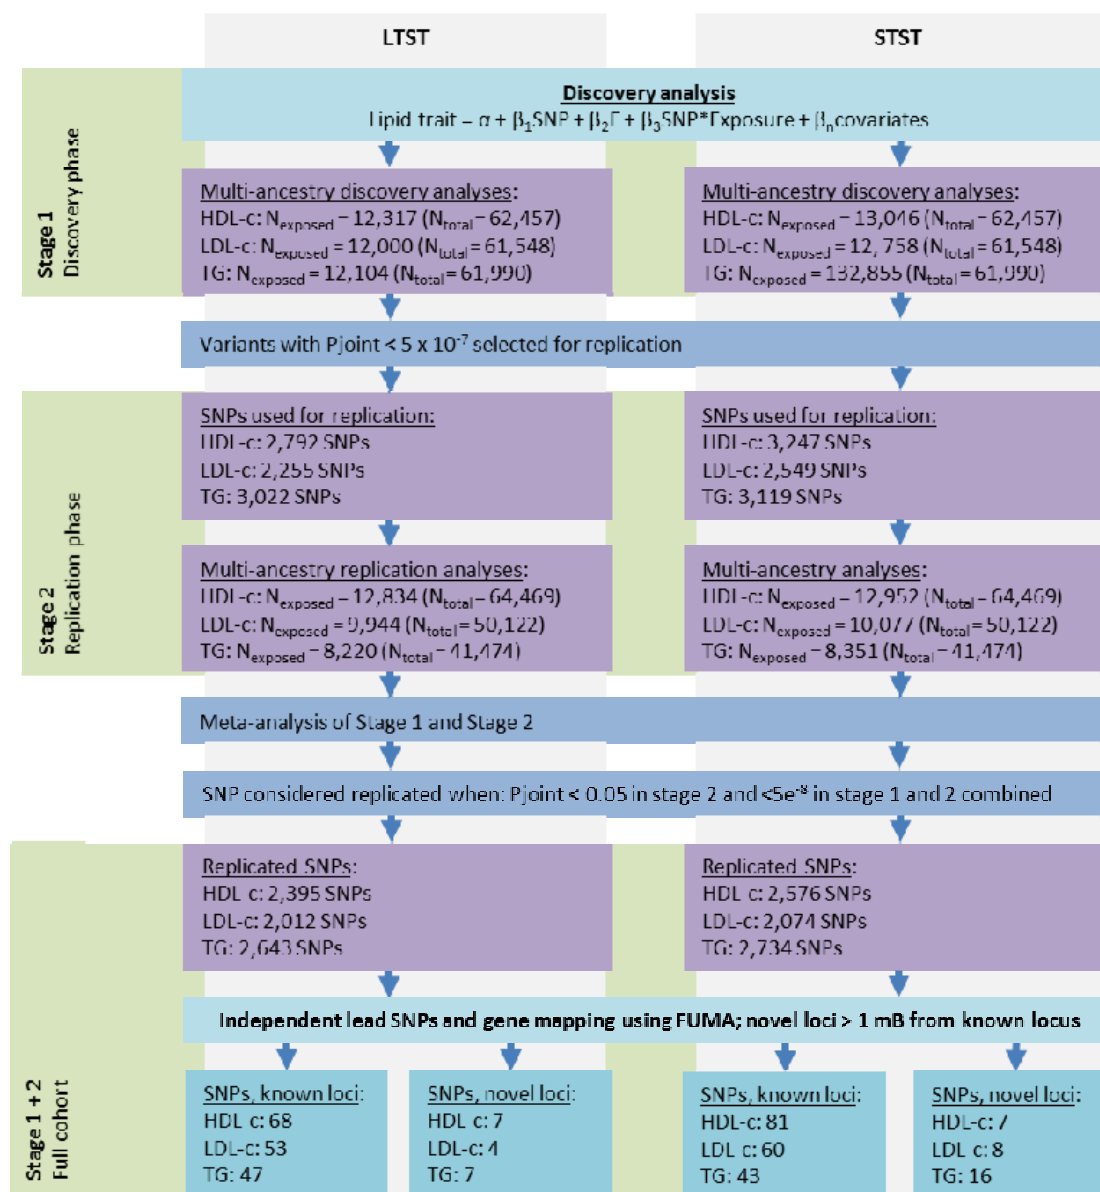 LTST
STST
Stage 1
Discovery phase
Discovery analysis
Lipid trait = α + β1SNP + β2E + β3SNP*Exposure + βncovariates
Multi-ancestry discovery analyses:
HDL-c: Nexposed = 12,317 (Ntotal = 62,457)
LDL-c: Nexposed = 12,000 (Ntotal = 61,548)
TG: Nexposed = 12,104 (Ntotal = 61,990)
Multi-ancestry discovery analyses:
HDL-c: Nexposed = 13,046 (Ntotal = 62,457)
LDL-c: Nexposed = 12,758 (Ntotal = 61,548)
TG: Nexposed = 132,855 (Ntotal = 61,990)
Variants with Pjoint < 5 x 10-7 selected for replication
Stage 2
Replication phase
SNPs used for replication:
HDL-c: 2,792 SNPs
LDL-c: 2,255 SNPs
TG: 3,022 SNPs
SNPs used for replication:
HDL-c: 3,247 SNPs
LDL-c: 2,549 SNPs
TG: 3,119 SNPs
Multi-ancestry replication analyses:
HDL-c: Nexposed = 12,834 (Ntotal = 64,469)
LDL-c: Nexposed = 9,944 (Ntotal = 50,122)
TG: Nexposed = 8,220 (Ntotal = 41,474)
Multi-ancestry analyses:
HDL-c: Nexposed = 12,952 (Ntotal = 64,469)
LDL-c: Nexposed = 10,077 (Ntotal = 50,122)
TG: Nexposed = 8,351 (Ntotal = 41,474)
Meta-analysis of Stage 1 and Stage 2
SNP considered replicated when: Pjoint < 0.05 in stage 2 and <5e-8 in stage 1 and 2 combined
Stage 1 + 2
Full cohort
Replicated SNPs:
HDL-c: 2,395 SNPs
LDL-c: 2,012 SNPs
TG: 2,643 SNPs
Replicated SNPs:
HDL-c: 2,576 SNPs
LDL-c: 2,074 SNPs
TG: 2,734 SNPs
Independent lead SNPs and gene mapping using FUMA; novel loci > 1 mB from known locus
SNPs, known loci:
HDL-c: 68
LDL-c: 53
TG: 47
SNPs, novel loci:
HDL-c: 7
LDL-c: 4
TG: 7
SNPs, known loci:
HDL-c: 81
LDL-c: 60
TG: 43
SNPs, novel loci:
HDL-c: 7
LDL-c: 8
TG: 16